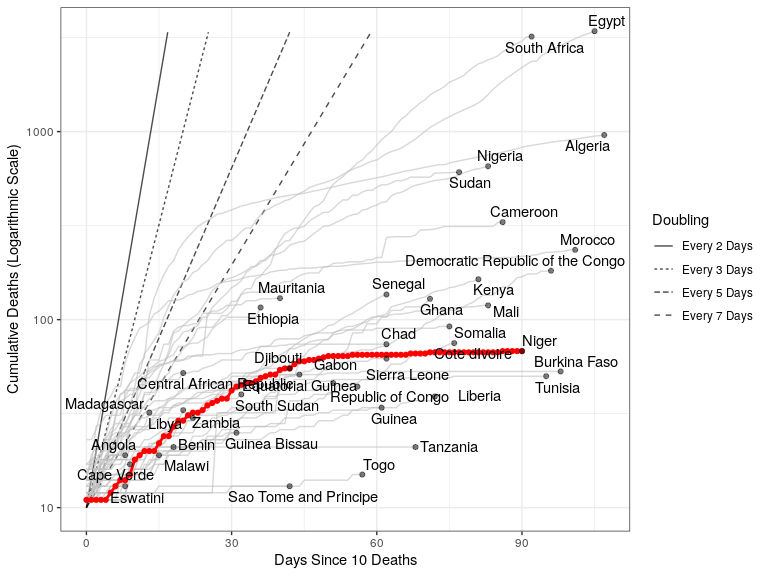 Egypt
South Africa
1000
Algeria
Nigeria
Sudan
Cameroon
Morocco
Democratic Republic of the Congo
Mauritania
Senegal
Kenya
Ghana
Mali
Ethiopia
100
Chad
Somalia
Niger
Cote dIvoire
Djibouti
Gabon
Burkina Faso
Central African Republic
Equatorial Guinea
Sierra Leone
Tunisia
Republic of Congo
Liberia
Madagascar
South Sudan
Libya
Zambia
Guinea
Angola
Benin
Guinea Bissau
Tanzania
Malawi
Togo
Cape Verde
Eswatini
Sao Tome and Principe
10
0
30
60
90
Days Since 10 Deaths
Cumulative Deaths (Logarithmic Scale)
Doubling
Every 2 Days
Every 3 Days
Every 5 Days
Every 7 Days